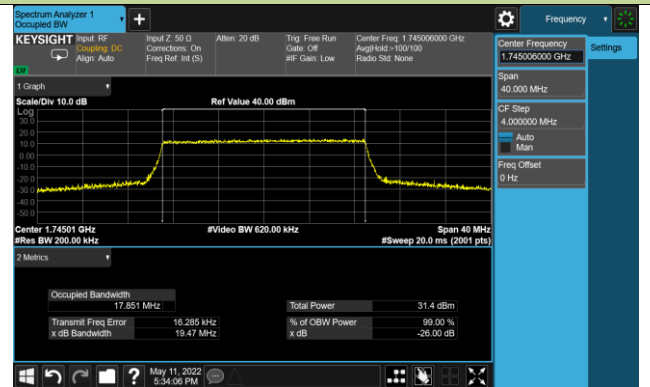 Spectrum Analyzer 1
Occupied BW
Frequency
KEYSIGHT
Input: RF
Coupling: DC
Align: Auto
Input Z: 50 Ω
Corrections: On
Freq Ref: Int (S)
Atten: 20 dB
Trig: Free Run
Gate: Off
#IF Gain: Low
Center Freq: 1.745006000 GHz
Avg|Hold:>100/100
Radio Std: None
LXI
1 Graph
Scale/Div 10.0 dB
Ref Value 40.00 dBm
Log
30.0
20.0
10.0
0.00
-10.0
-20.0
-30.0
-40.0
-50.0
Center 1.74501 GHz
#Video BW 620.00 kHz
Span 40 MHz
#Res BW 200.00 kHz
#Sweep 20.0 ms (2001 pts)
2 Metrics
Occupied Bandwidth
17.851 MHz
Total Power 31.4 dBm
Transmit Freq Error 16.285 kHz
% of OBW Power 99.00 %
x dB Bandwidth 19.47 MHz
x dB -26.00 dB
Center Frequency
1.745006000 GHz
Settings
Span
40.000 MHz
CF Step
4.000000 MHz
Auto
Man
Freq Offset
0 Hz
?
May 11, 2022
5:34:06 PM